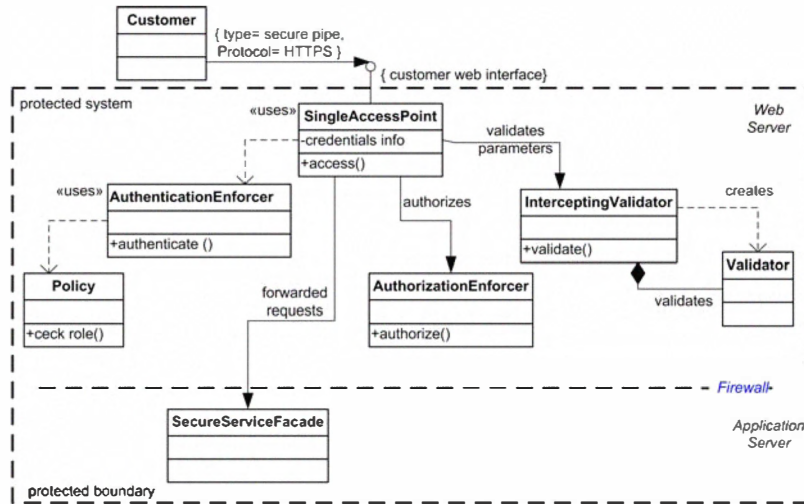 Customer
{ type= secure pipe,
Protocol= HTTPS }
{ customer web interface}
protected system
«uses»
SingleAccessPoint
-credentials info
+access()
Web
Server
validates
parameters
«uses»
AuthenticationEnforcer
+authenticate ()
authorizes
InterceptingValidator
+validate()
creates
Policy
+ceck role()
forwarded
requests
AuthorizationEnforcer
+authorize()
Validator
validates
Firewall
SecureServiceFacade
Application
Server
protected boundary